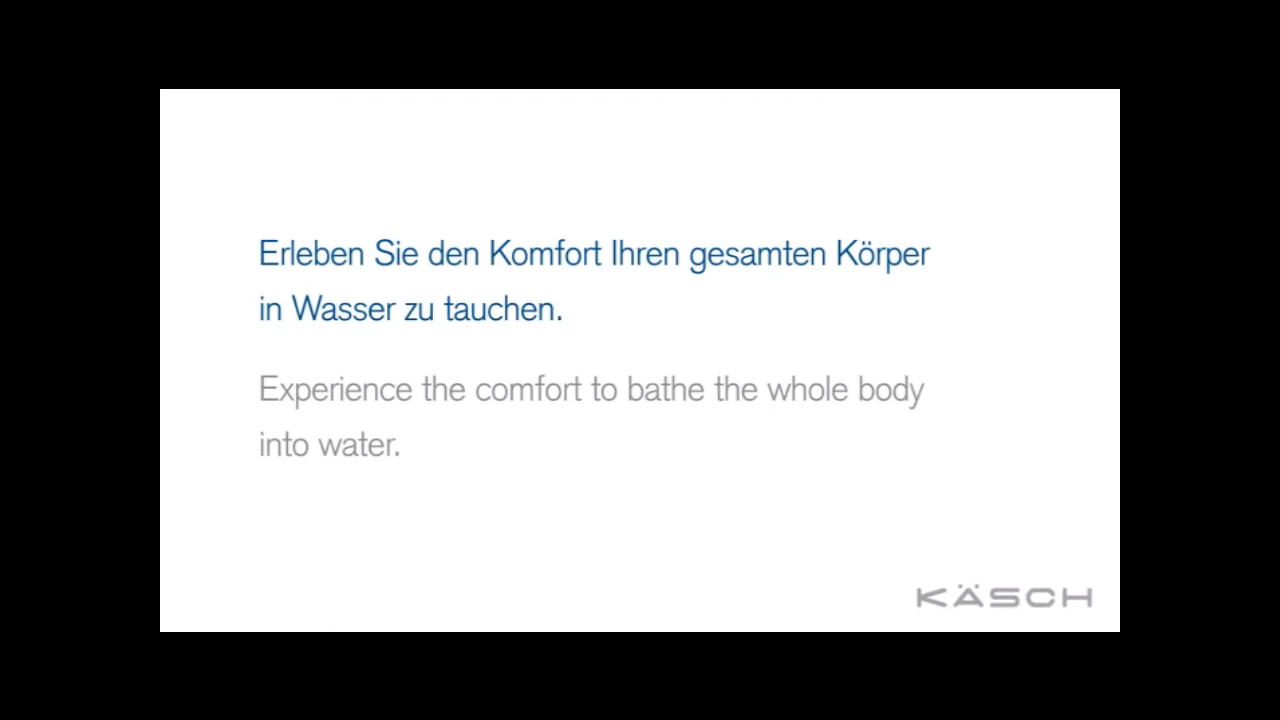 Erleben Sie den Komfort Ihren gesamten Körper
in Wasser zu tauchen.
Experience the comfort to bathe the whole body
into water.
KÄSCH